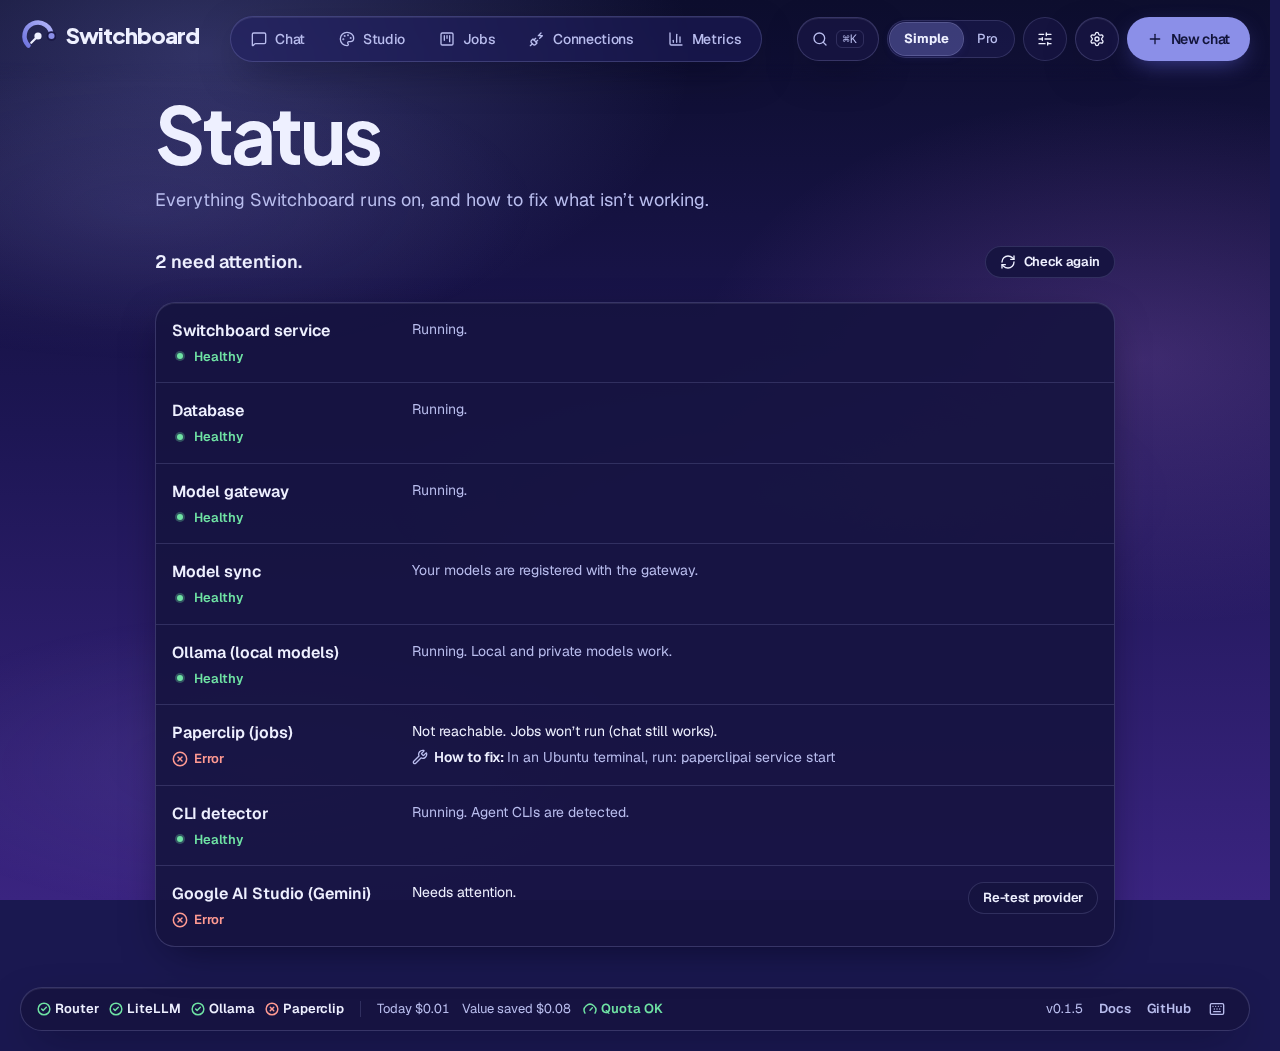 Switchboard
Chat
Studio
Jobs
Connections
Metrics
⌘K
Simple
Pro
New chat
Status
Everything Switchboard runs on, and how to fix what isn’t working.
2 need attention.
Check again
Switchboard service
Running.
Healthy
Database
Running.
Healthy
Model gateway
Running.
Healthy
Model sync
Your models are registered with the gateway.
Healthy
Ollama (local models)
Running. Local and private models work.
Healthy
Paperclip (jobs)
Not reachable. Jobs won’t run (chat still works).
Error
How to fix: In an Ubuntu terminal, run: paperclipai service start
CLI detector
Running. Agent CLIs are detected.
Healthy
Google AI Studio (Gemini)
Needs attention.
Re-test provider
Error
Router
LiteLLM
Ollama
Paperclip
Today $0.01
Value saved $0.08
Quota OK
v0.1.5
Docs
GitHub